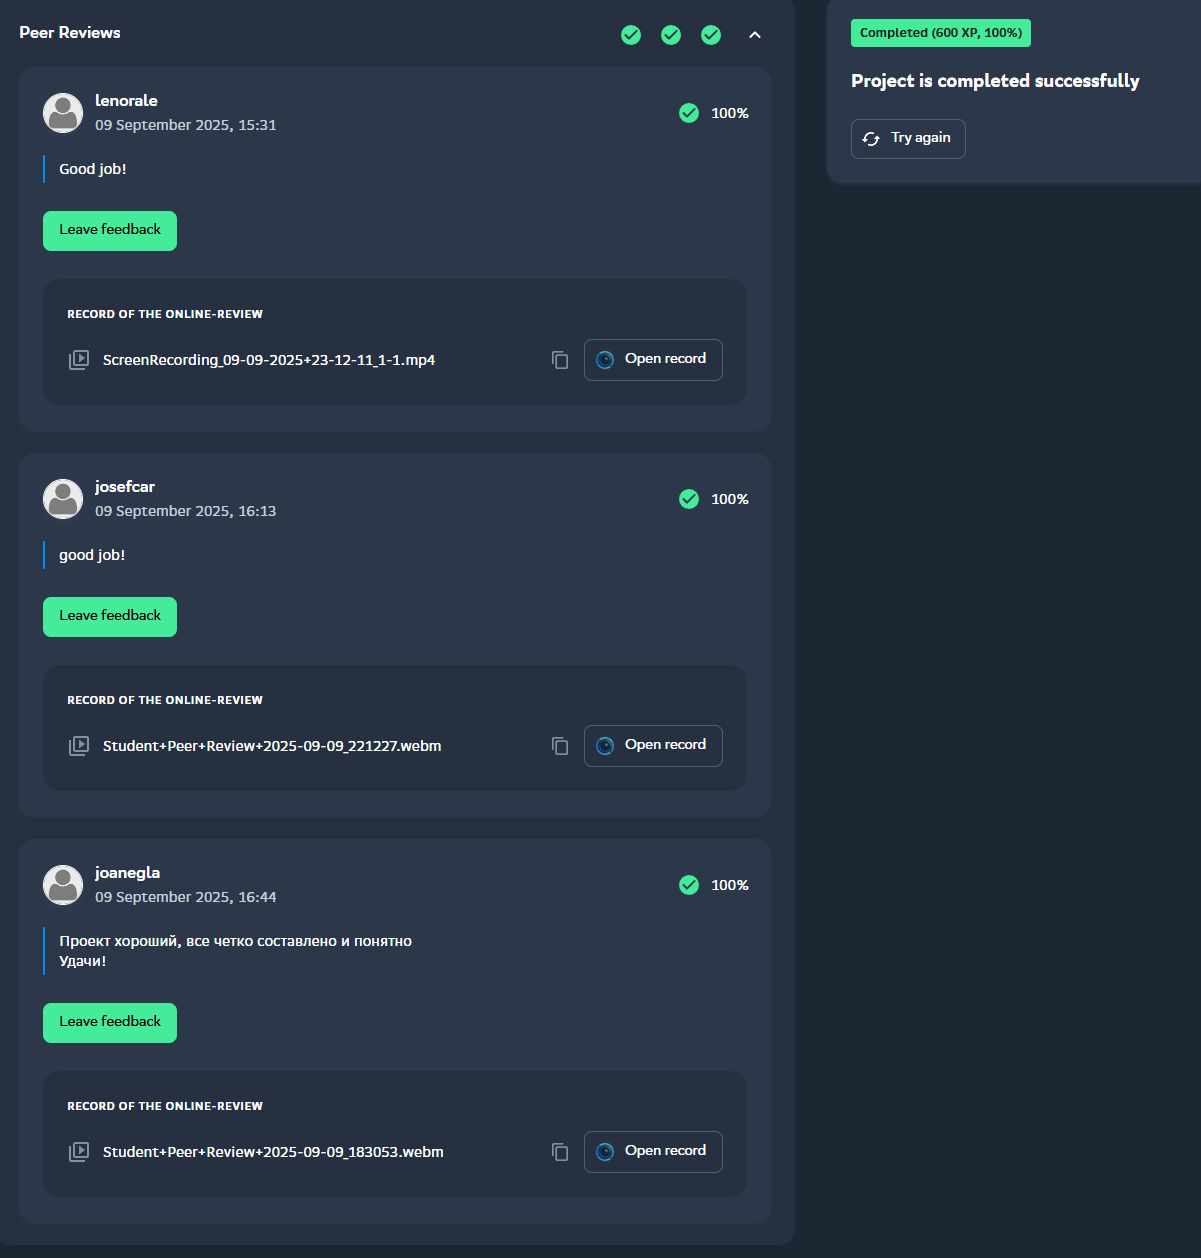 Peer Reviews
lenorale
09 September 2025, 15:31
100%
Good job!
Leave feedback
RECORD OF THE ONLINE-REVIEW
ScreenRecording_09-09-2025+23-12-11_1-1.mp4
Open record
josefcar
09 September 2025, 16:13
100%
good job!
Leave feedback
RECORD OF THE ONLINE-REVIEW
Student+Peer+Review+2025-09-09_221227.webm
Open record
joanegla
09 September 2025, 16:44
100%
Проект хороший, все четко составлено и понятно
Удачи!
Leave feedback
RECORD OF THE ONLINE-REVIEW
Student+Peer+Review+2025-09-09_183053.webm
Open record
Completed (600 XP, 100%)
Project is completed successfully
Try again